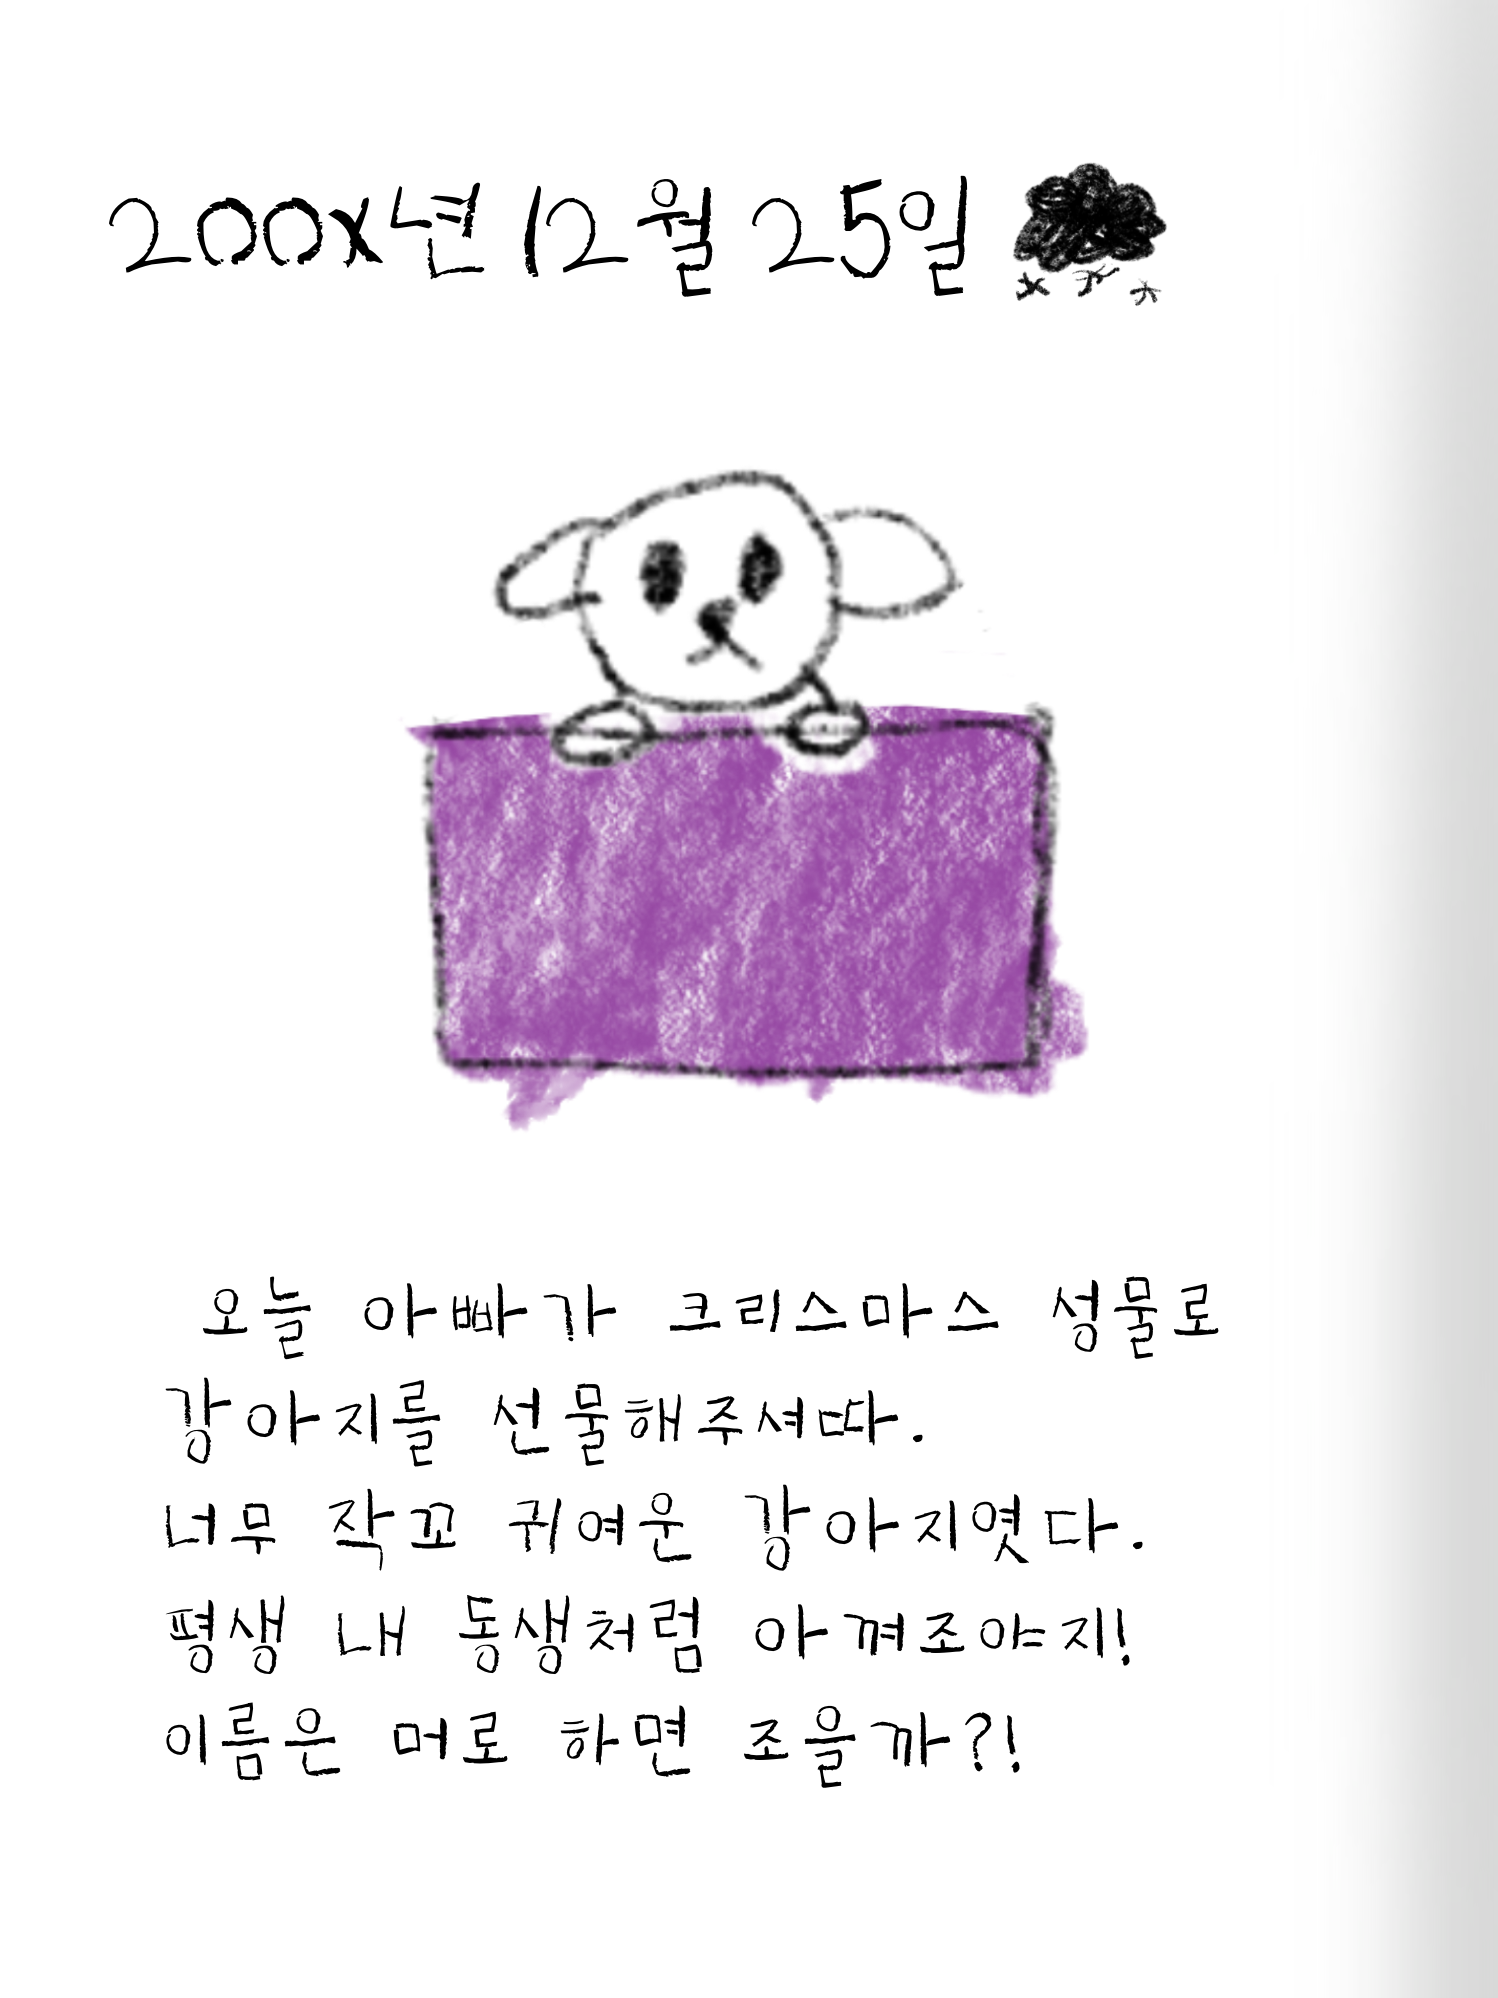 200x년 12월 25일
오늘 아빠가 크리스마스 성물로
강아지를 선물해주셔따.
너무 작꼬 귀여운 강아지엿다.
평생 내 동생처럼 아껴조야지!
이름은 머로 하면 조을까?!